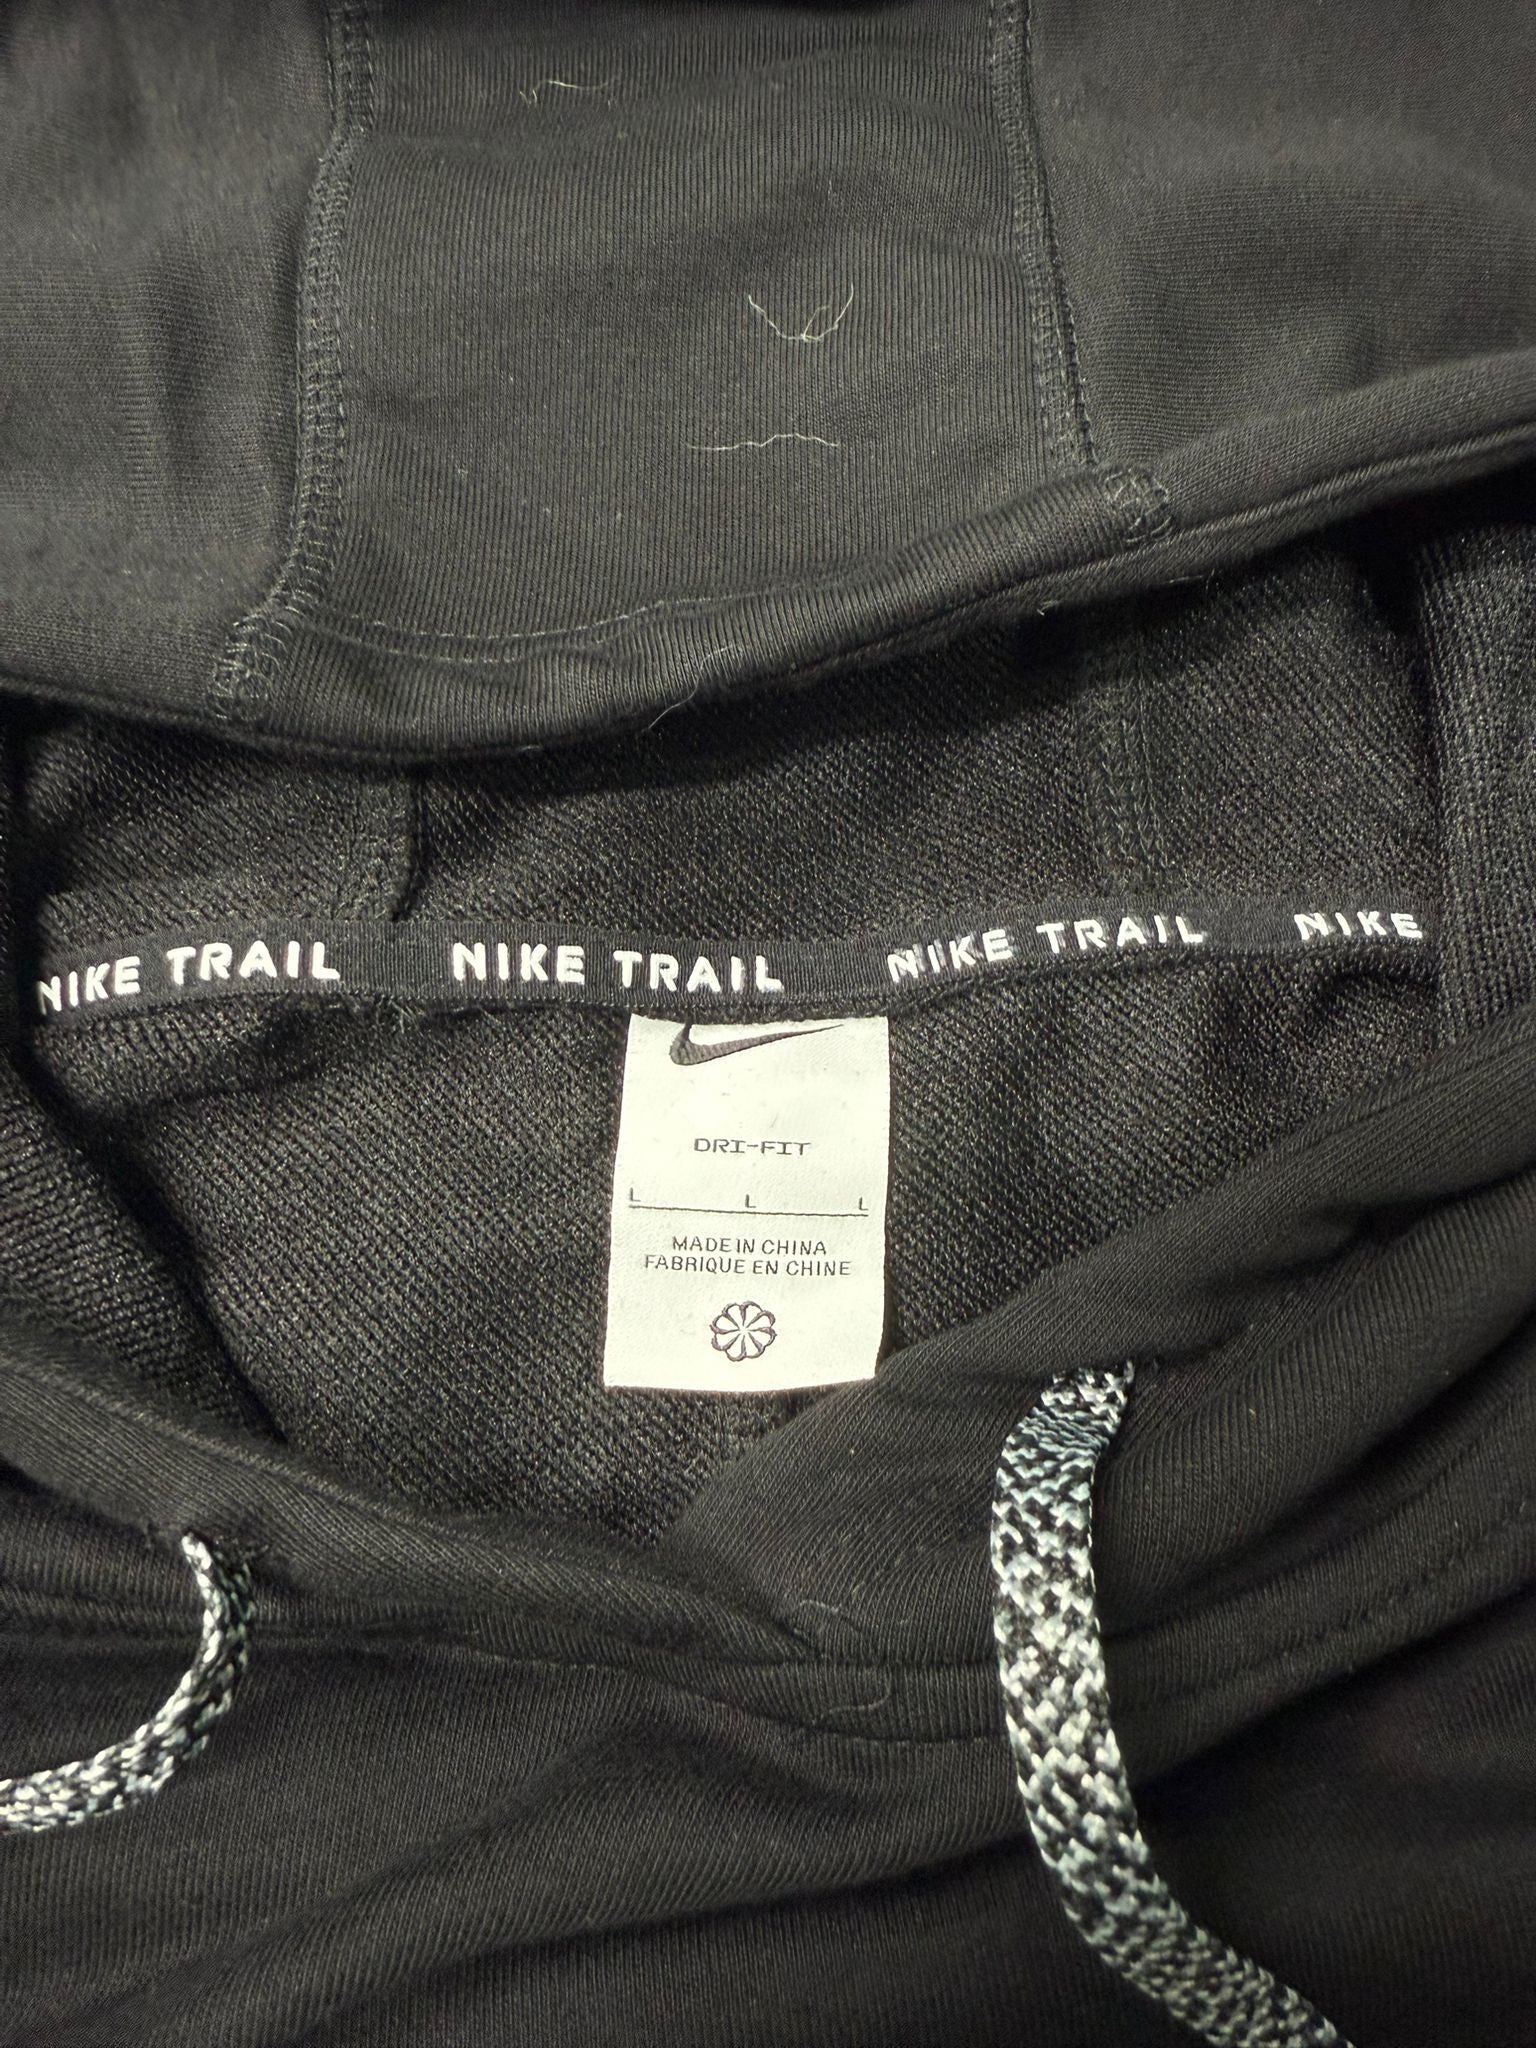 NIKE TRAIL NIKE TRAIL NIKE TRAIL NIKE
DRI-FIT
L L L
MADE IN CHINA
FABRIQUE EN CHINE